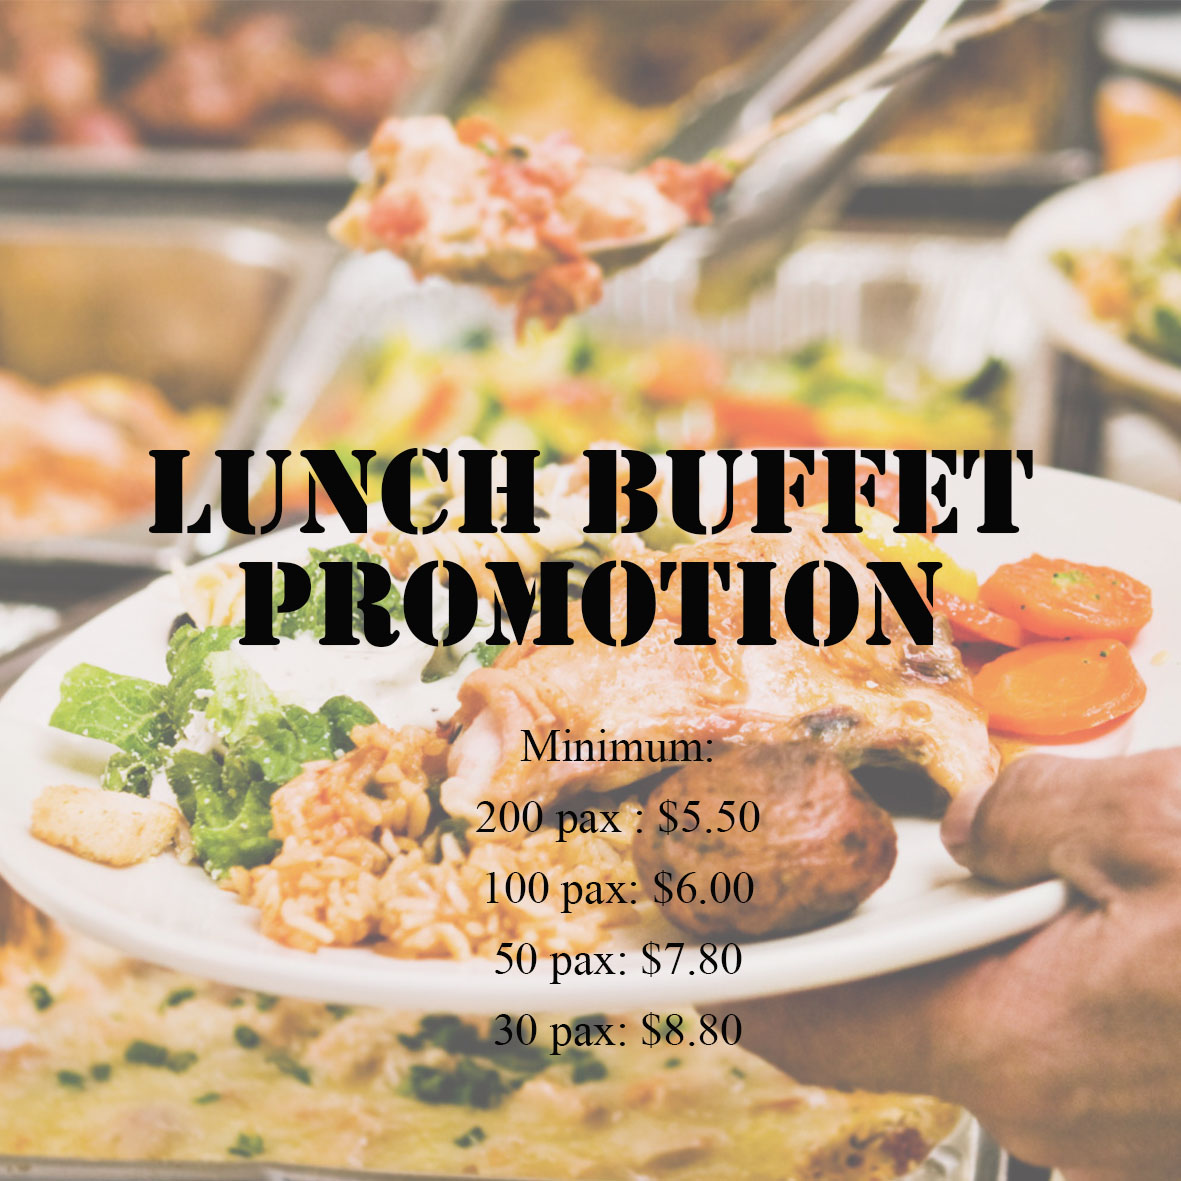 LUNCH BUFFET
PROMOTION
Minimum:
200 pax : $5.50
100 pax: $6.00
50 pax: $7.80
30 pax: $8.80